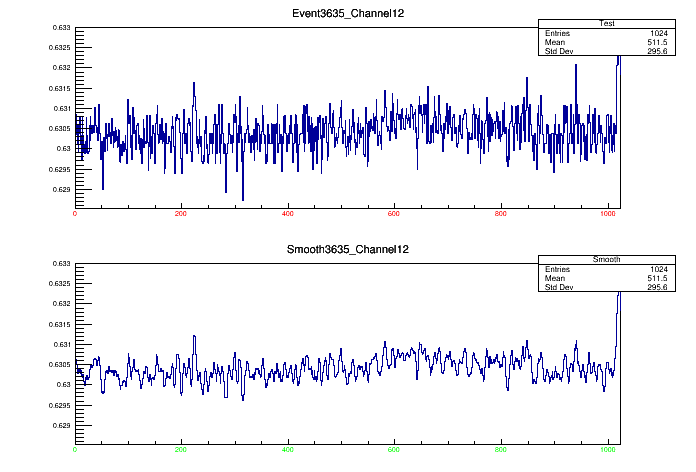 Event3635_Channel12
Test
Entries 1024
Mean 511.5
Std Dev 295.6
0.633
0.6325
0.632
0.6315
0.631
0.6305
0.63
0.6295
0.629
0 200 400 600 800 1000
Smooth3635_Channel12
Smooth
Entries 1024
Mean 511.5
Std Dev 295.6
0.633
0.6325
0.632
0.6315
0.631
0.6305
0.63
0.6295
0.629
0 200 400 600 800 1000